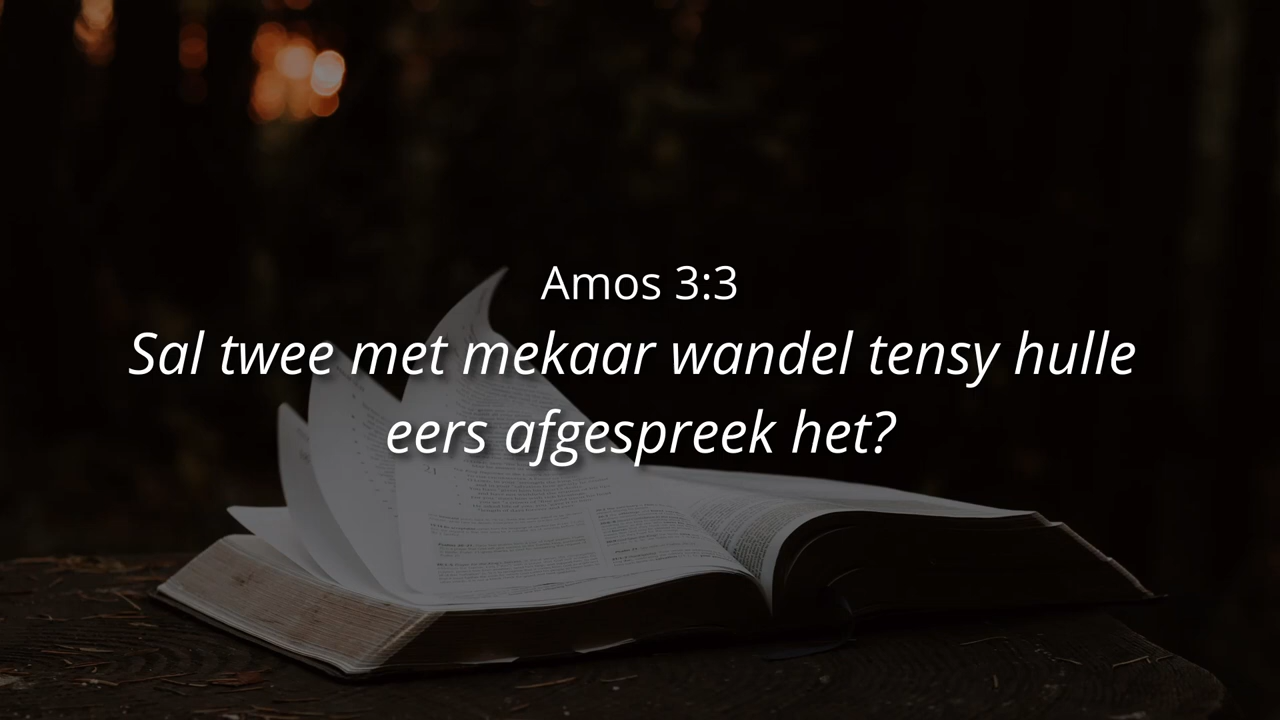 Amos 3:3
Sal twee met mekaar wandel tensy hulle
eers afgespreek het?